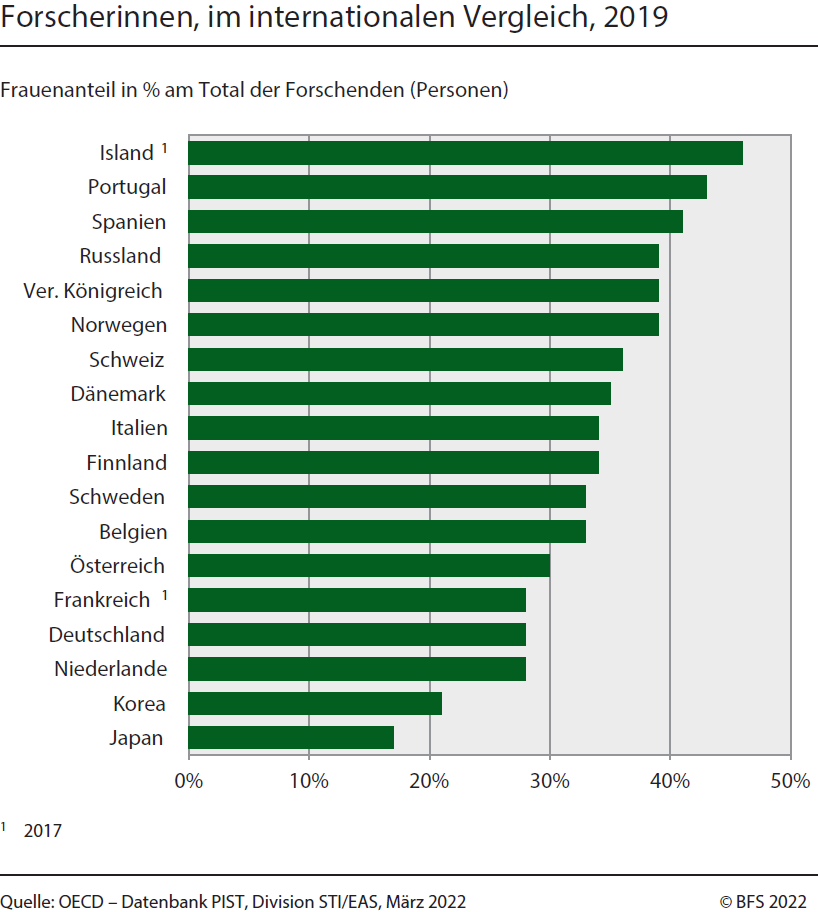 Forscherinnen, im internationalen Vergleich, 2019
Frauenanteil in % am Total der Forschenden (Personen)
Island ¹
Portugal
Spanien
Russland
Ver. Königreich
Norwegen
Schweiz
Dänemark
Italien
Finnland
Schweden
Belgien
Österreich
Frankreich ¹
Deutschland
Niederlande
Korea
Japan
0% 10% 20% 30% 40% 50%
¹ 2017
Quelle: OECD – Datenbank PIST, Division STI/EAS, März 2022 © BFS 2022